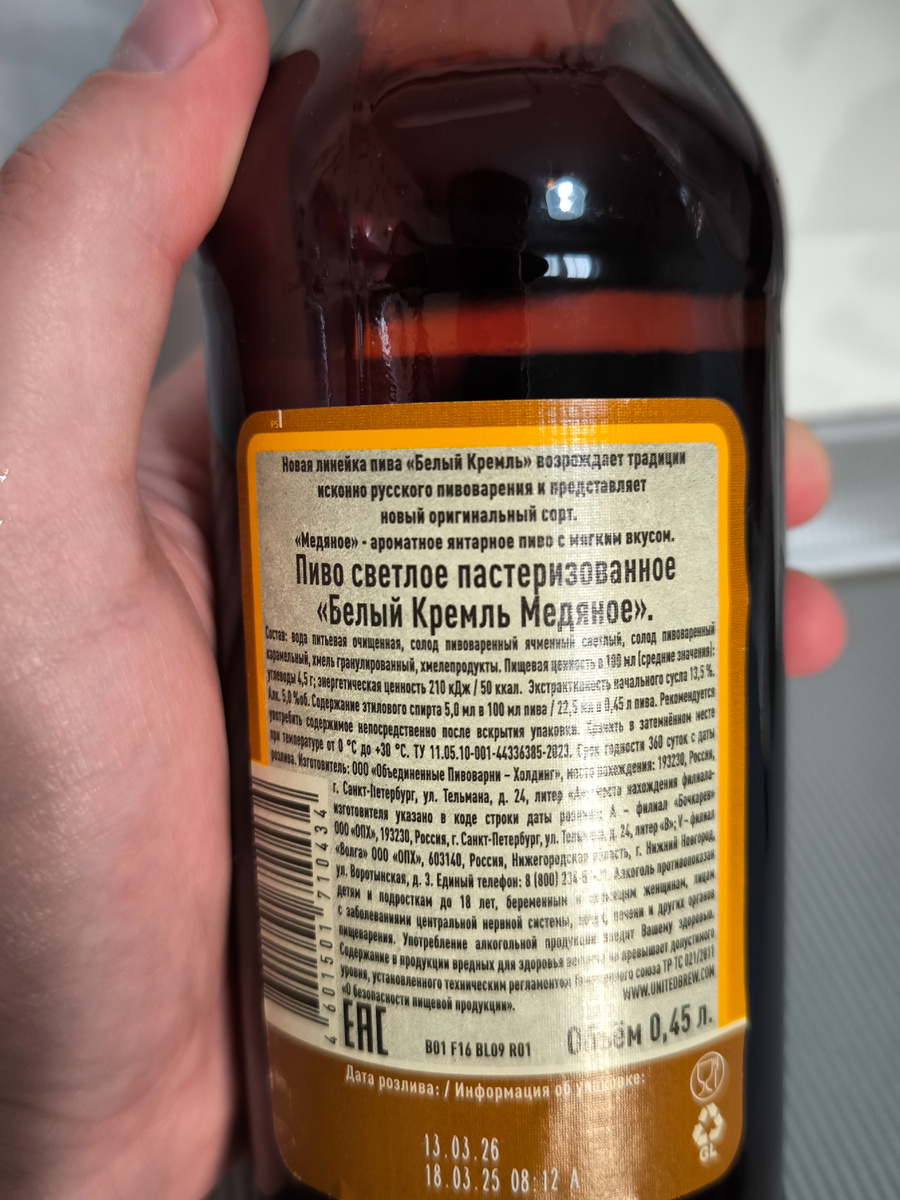 Новая линейка пива «Белый Кремль» возрождает традиции
исконно русского пивоварения и представляет
новый оригинальный сорт.
«Медяное» - ароматное янтарное пиво с мягким вкусом.
Пиво светлое пастеризованное
«Белый Кремль Медяное».
Состав: вода питьевая очищенная, солод пивоваренный ячменный светлый, солод пивоваренный
карамельный, хмель гранулированный, хмелепродукты. Пищевая ценность в 100 мл (средние значения):
углеводы 4,5 г; энергетическая ценность 210 кДж / 50 ккал. Экстрактивность начального сусла 13,5 %.
Алк. 5,0 %об. Содержание этилового спирта 5,0 мл в 100 мл пива / 22,5 мл в 0,45 л пива. Рекомендуется
употребить содержимое непосредственно после вскрытия упаковки. Хранить в затемнённом месте
при температуре от 0 °С до +30 °С. ТУ 11.05.10-001-44336385-2023. Срок годности 360 суток с даты
розлива. Изготовитель: ООО «Объединенные Пивоварни – Холдинг», место нахождения: 193230, Россия,
г. Санкт-Петербург, ул. Тельмана, д. 24, литер места нахождения филиала-
изготовителя указано в коде строки даты розлива: А – филиал «Бочкарев»
ООО «ОПХ», 193230, Россия, г. Санкт-Петербург, ул. Тельмана, д. 24, литер «В»; V – филиал
«Волга» ООО «ОПХ», 603140, Россия, Нижегородская область, г. Нижний Новгород,
ул. Воротынская, д. 3. Единый телефон: 8 (800) Алкоголь противопоказан
детям и подросткам до 18 лет, беременным и кормящим женщинам, лицам
с заболеваниями центральной нервной системы, почек, печени и других органов
пищеварения. Употребление алкогольной продукции вредит Вашему здоровью.
Содержание в продукции вредных для здоровья веществ не превышает допустимого
уровня, установленного техническим регламентом Таможенного союза ТР ТС 021/2011
«О безопасности пищевой продукции».
WWW.UNITEDBREW.COM
4 601501 710434
EAC
B01 F16 BL09 R01
Объём 0,45 л.
Дата розлива: / Информация об упаковке:
GL
13.03.26
18.03.25 08:12 A